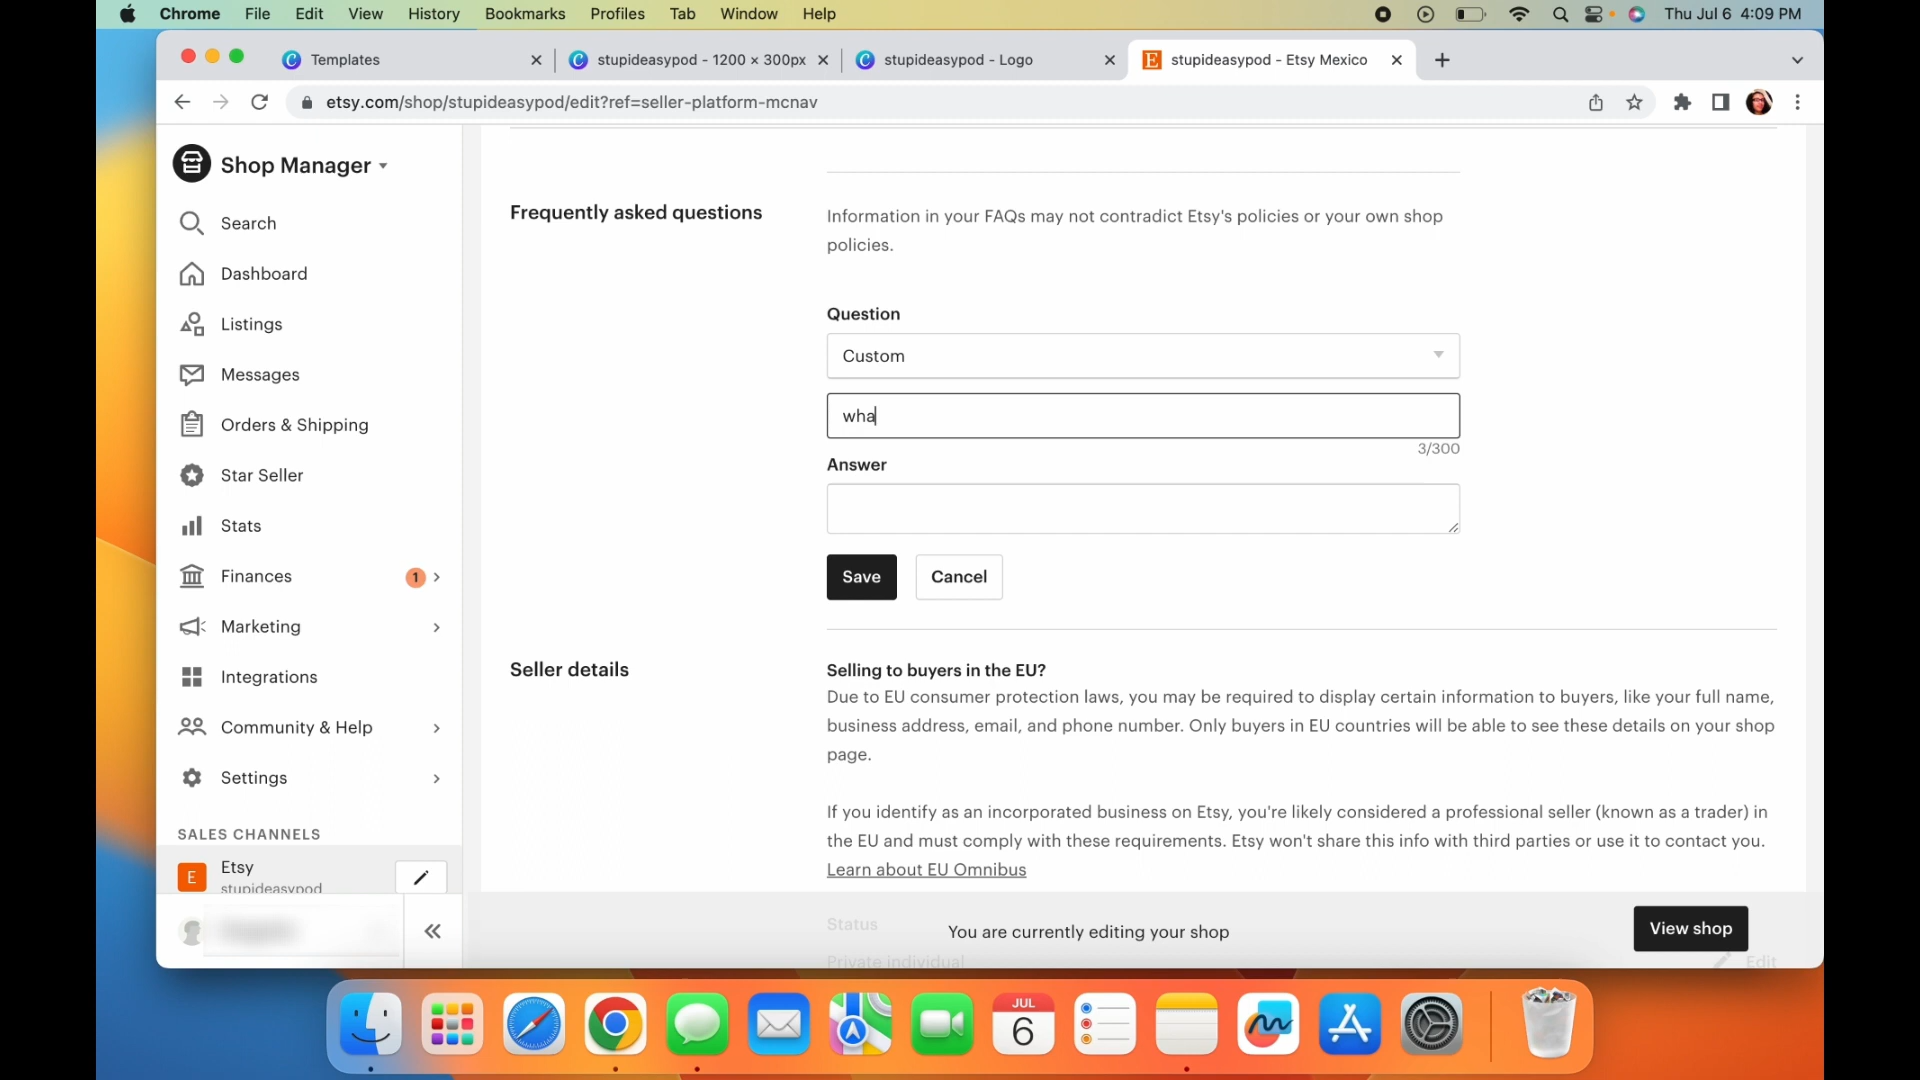 Chrome File Edit View History Bookmarks Profiles Tab Window Help Thu Jul 6 4:09 PM
Templates stupideasypod - 1200 × 300px stupideasypod - Logo stupideasypod - Etsy Mexico
etsy.com/shop/stupideasypod/edit?ref=seller-platform-mcnav
Shop Manager
Search
Dashboard
Listings
Messages
Orders & Shipping
Star Seller
Stats
Finances 1
Marketing
Integrations
Community & Help
Settings
SALES CHANNELS
E Etsy
stupideasypod
Frequently asked questions
Information in your FAQs may not contradict Etsy's policies or your own shop
policies.
Question
Custom
wha
3/300
Answer
Save Cancel
Seller details
Selling to buyers in the EU?
Due to EU consumer protection laws, you may be required to display certain information to buyers, like your full name,
business address, email, and phone number. Only buyers in EU countries will be able to see these details on your shop
page.
If you identify as an incorporated business on Etsy, you're likely considered a professional seller (known as a trader) in
the EU and must comply with these requirements. Etsy won't share this info with third parties or use it to contact you.
Learn about EU Omnibus
Status
You are currently editing your shop
View shop
Private individual
Edit
JUL
6